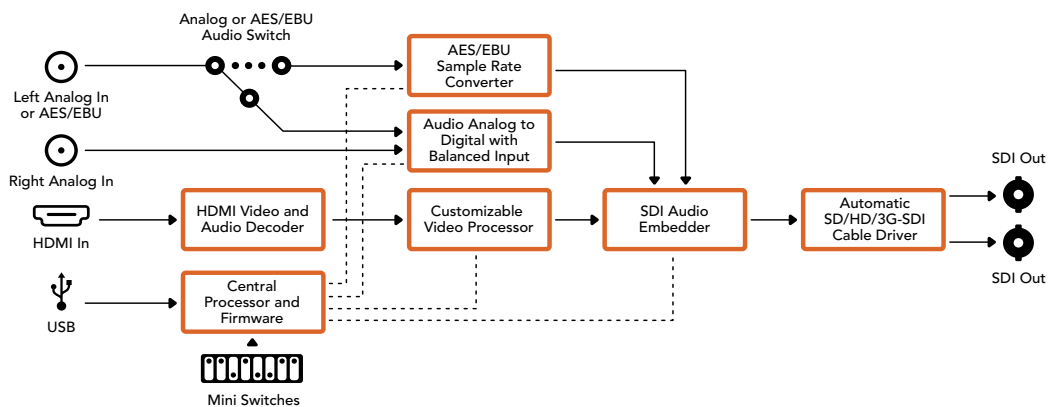 Analog or AES/EBU
Audio Switch
Left Analog In
or AES/EBU
AES/EBU
Sample Rate
Converter
Audio Analog to
Digital with
Balanced Input
Right Analog In
HDMI In
HDMI Video and
Audio Decoder
Customizable
Video Processor
SDI Audio
Embedder
Automatic
SD/HD/3G-SDI
Cable Driver
SDI Out
SDI Out
USB
Central
Processor and
Firmware
Mini Switches